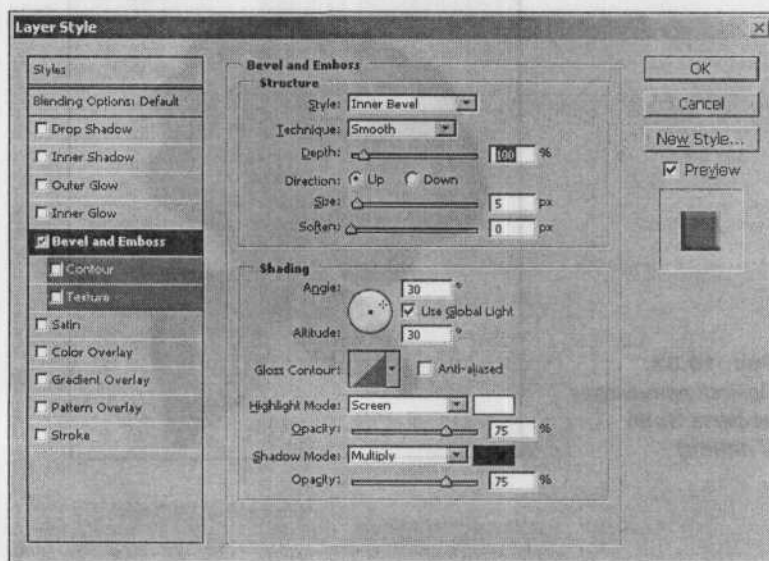 Layer Style
Styles
Blending Options: Default
Drop Shadow
Inner Shadow
Outer Glow
Inner Glow
Bevel and Emboss
Contour
Texture
Satin
Color Overlay
Gradient Overlay
Pattern Overlay
Stroke
Bevel and Emboss
Structure
Style: Inner Bevel
Technique: Smooth
Depth: 100 %
Direction: Up Down
Size: 5 px
Soften: 0 px
Shading
Angle: 30 °
Use Global Light
Altitude: 30 °
Gloss Contour: Anti-aliased
Highlight Mode: Screen
Opacity: 75 %
Shadow Mode: Multiply
Opacity: 75 %
OK
Cancel
New Style...
Preview